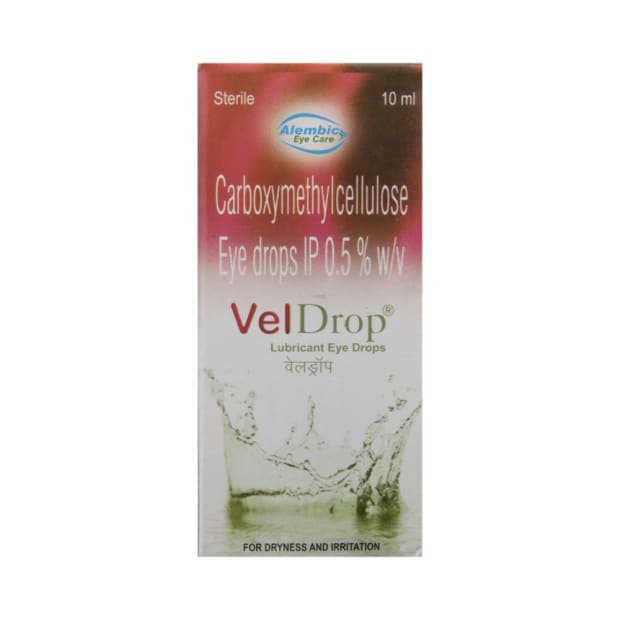 Sterile 10 ml
Alembic
Eye Care
Carboxymethylcellulose
Eye drops IP 0.5 % w/v
VelDrop®
Lubricant Eye Drops
वेलड्रॉप
FOR DRYNESS AND IRRITATION